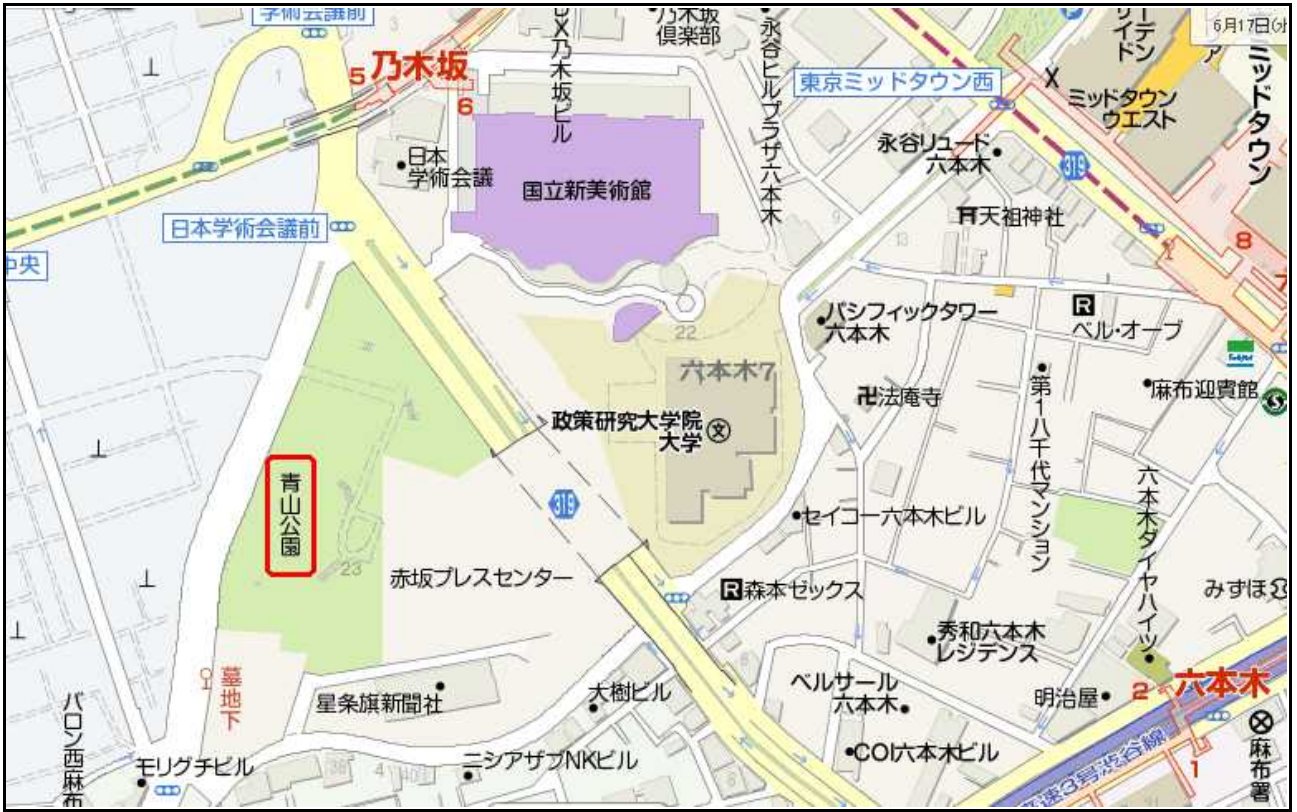 学術会議前
3
1
5
乃木坂
6
乃木坂ビル
乃木坂
倶楽部
永谷ヒルプラザ六本木
東京ミッドタウン西
6月17日
ミッドタウン
ミッドタウン
ウエスト
永谷リュード
六本木
319
日本
学術会議
国立新美術館
天祖神社
日本学術会議前
中央
8
9
13
7
22
パシフィックタワー
六本木
R
ベル・オーブ
六本木7
法庵寺
第1八千代マンション
麻布迎賓館
政策研究大学院
大学
文
青山公園
319
23
セイコー六本木ビル
六本木ダイヤハイツ
赤坂プレスセンター
R森本ゼックス
みずほ
秀和六本木
レジデンス
墓地下
星条旗新聞社
大樹ビル
ベルサール
六本木
明治屋
2
六本木
バロン西麻布
モリグチビル
ニシアザブNKビル
COI六本木ビル
高速3号渋谷線
1
麻布署
38
4
40
6
8